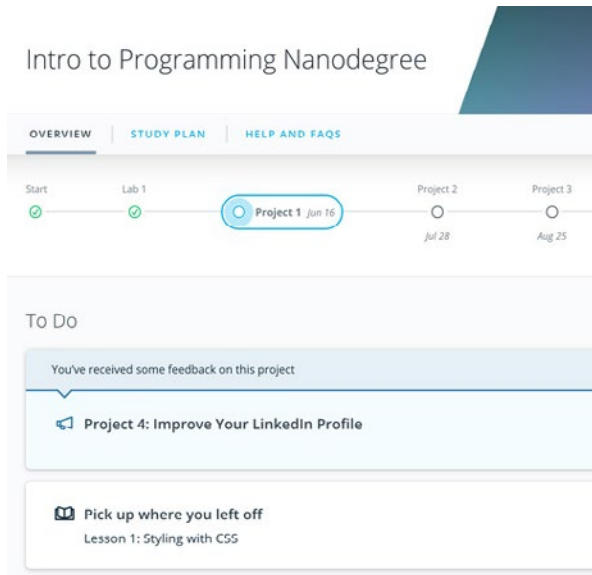 Intro to Programming Nanodegree
OVERVIEW STUDY PLAN HELP AND FAQS
Start Lab 1 Project 2 Project 3
Project 1 Jun 16
Jul 28 Aug 25
To Do
You've received some feedback on this project
Project 4: Improve Your LinkedIn Profile
Pick up where you left off
Lesson 1: Styling with CSS